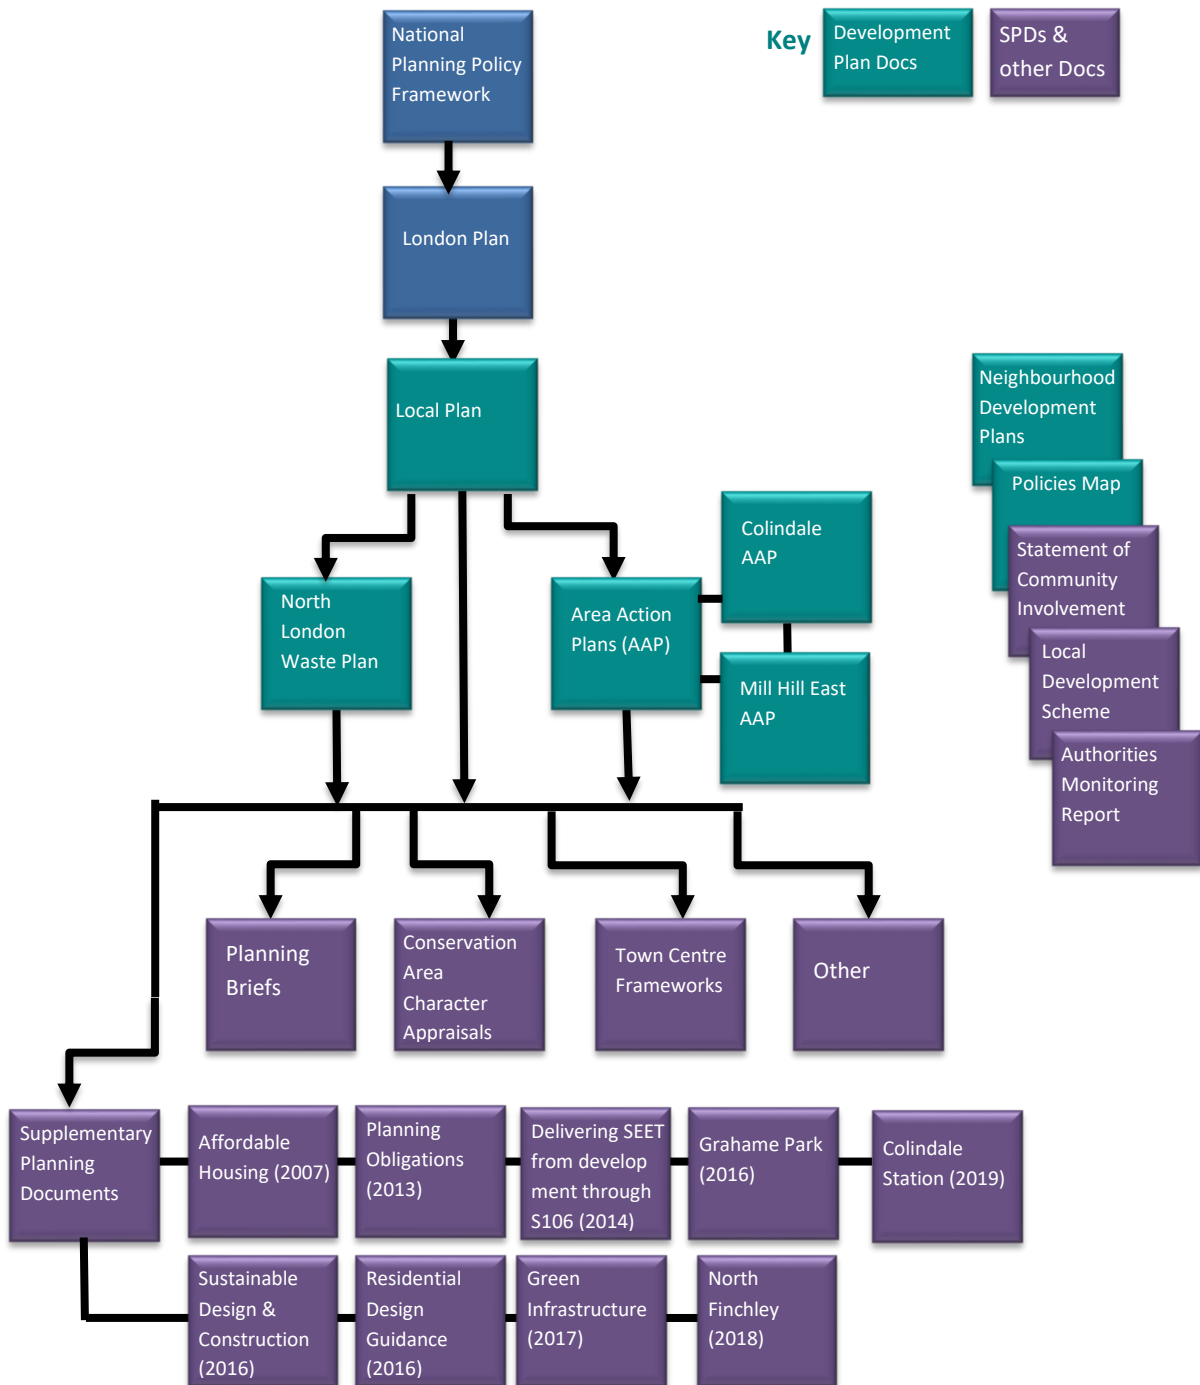 National
Planning Policy
Framework
Key
Development
Plan Docs
SPDs &
other Docs
London Plan
Local Plan
Neighbourhood
Development
Plans
Policies Map
Statement of
Community
Involvement
Local
Development
Scheme
Authorities
Monitoring
Report
North
London
Waste Plan
Area Action
Plans (AAP)
Colindale
AAP
Mill Hill East
AAP
Planning
Briefs
Conservation
Area
Character
Appraisals
Town Centre
Frameworks
Other
Supplementary
Planning
Documents
Affordable
Housing (2007)
Planning
Obligations
(2013)
Delivering SEET
from develop
ment through
S106 (2014)
Grahame Park
(2016)
Colindale
Station (2019)
Sustainable
Design &
Construction
(2016)
Residential
Design
Guidance
(2016)
Green
Infrastructure
(2017)
North
Finchley
(2018)